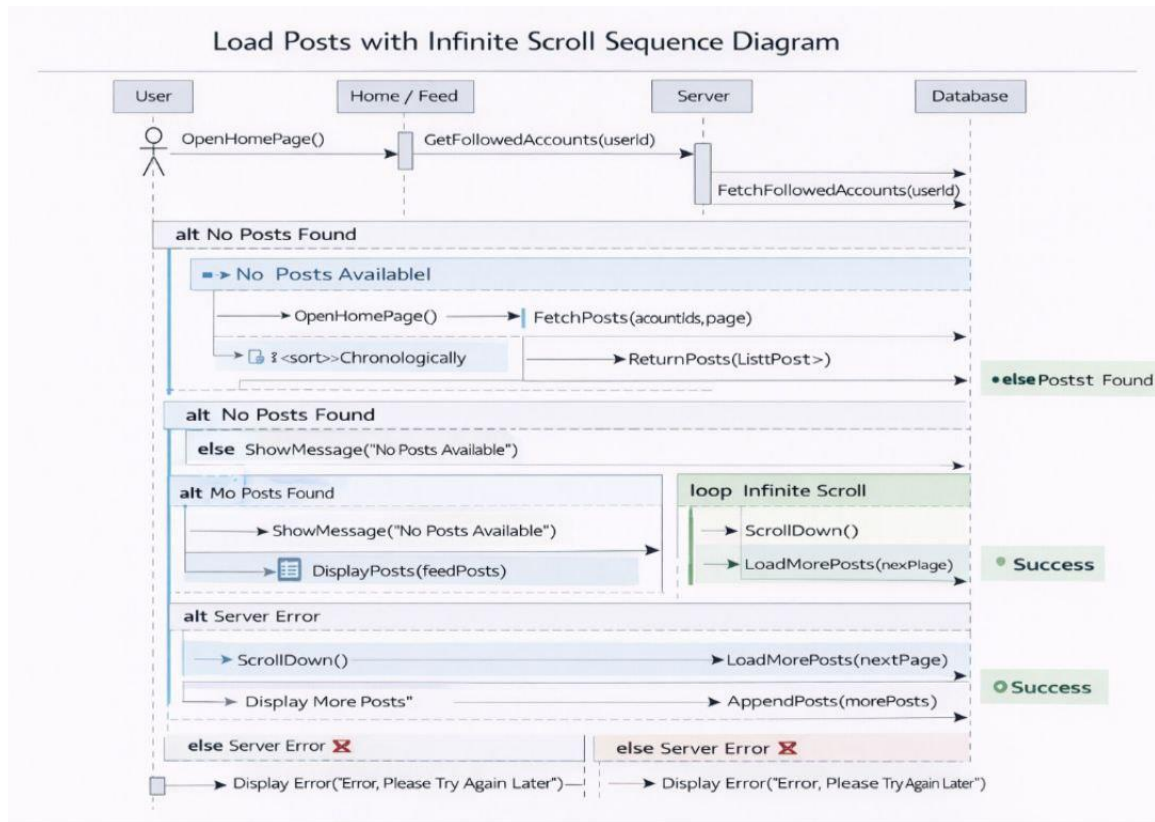 Load Posts with Infinite Scroll Sequence Diagram
User
Home / Feed
Server
Database
OpenHomePage()
GetFollowedAccounts(userId)
FetchFollowedAccounts(userId)
alt No Posts Found
No Posts Availablel
OpenHomePage()
FetchPosts(acountids,page)
<sort>>Chronologically
ReturnPosts(ListtPost>)
•elsePostst Found
alt No Posts Found
else ShowMessage("No Posts Available")
alt Mo Posts Found
loop Infinite Scroll
ShowMessage("No Posts Available")
ScrollDown()
DisplayPosts(feedPosts)
LoadMorePosts(nexPlage)
Success
alt Server Error
ScrollDown()
LoadMorePosts(nextPage)
Success
Display More Posts"
AppendPosts(morePosts)
else Server Error
else Server Error
Display Error("Error, Please Try Again Later")
Display Error("Error, Please Try Again Later")